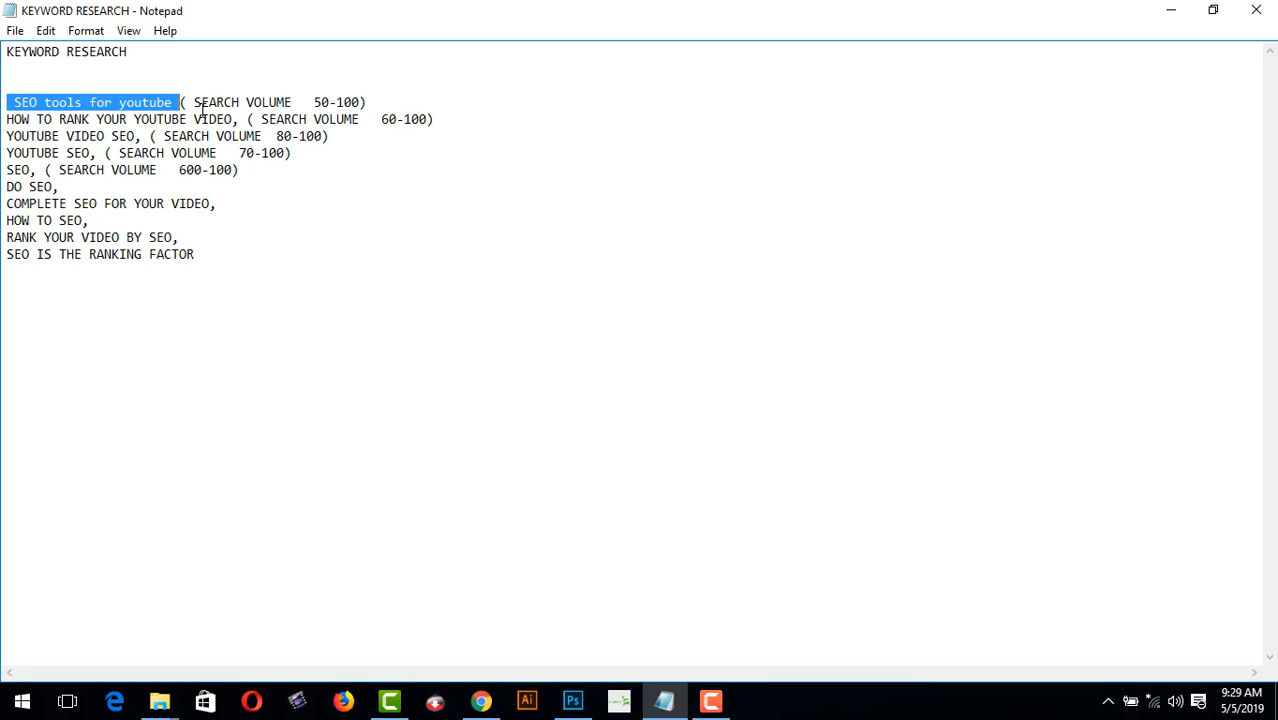 KEYWORD RESEARCH - Notepad
File Edit Format View Help
KEYWORD RESEARCH
SEO tools for youtube ( SEARCH VOLUME 50-100)
HOW TO RANK YOUR YOUTUBE VIDEO, ( SEARCH VOLUME 60-100)
YOUTUBE VIDEO SEO, ( SEARCH VOLUME 80-100)
YOUTUBE SEO, ( SEARCH VOLUME 70-100)
SEO, ( SEARCH VOLUME 600-100)
DO SEO,
COMPLETE SEO FOR YOUR VIDEO,
HOW TO SEO,
RANK YOUR VIDEO BY SEO,
SEO IS THE RANKING FACTOR
Ai Ps
9:29 AM
5/5/2019